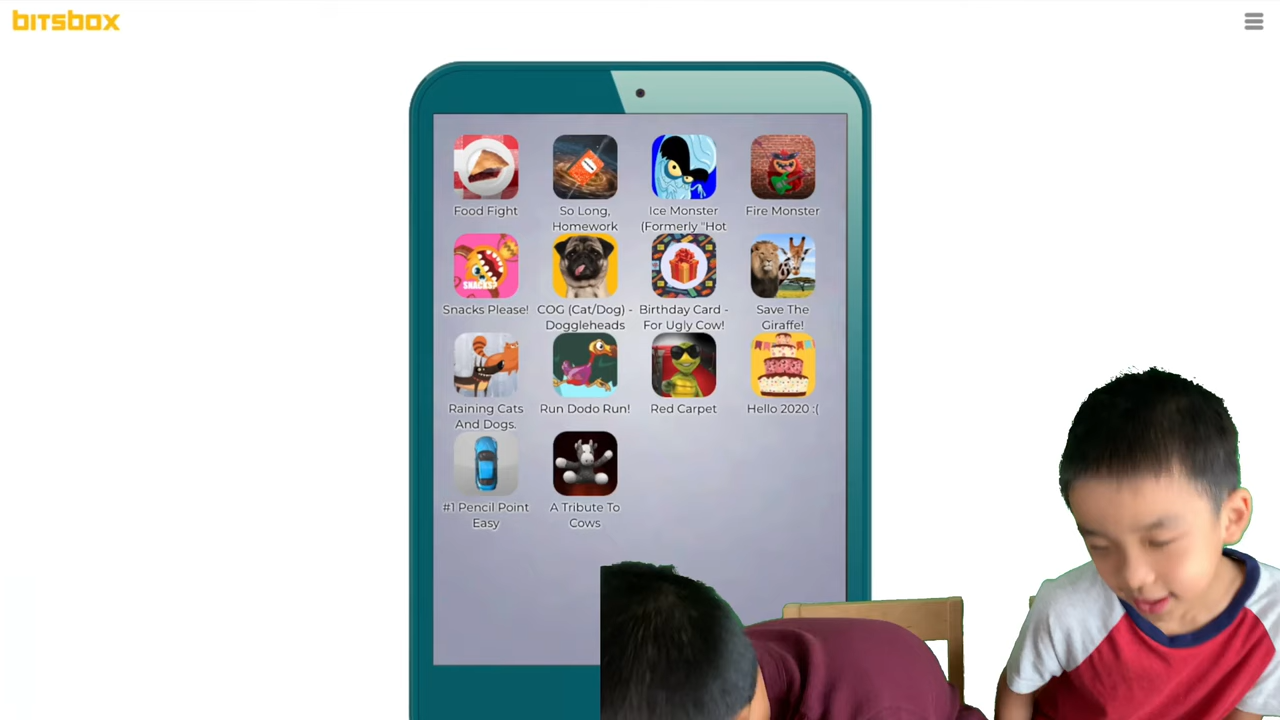 bitsbox
Food Fight
So Long,
Homework
Ice Monster
(Formerly "Hot
Fire Monster
SNACKS?
Snacks Please!
COG (Cat/Dog) -
Doggleheads
Birthday Card -
For Ugly Cow!
Save The
Giraffe!
Raining Cats
And Dogs.
Run Dodo Run!
Red Carpet
Hello 2020 :(
#1 Pencil Point
Easy
A Tribute To
Cows